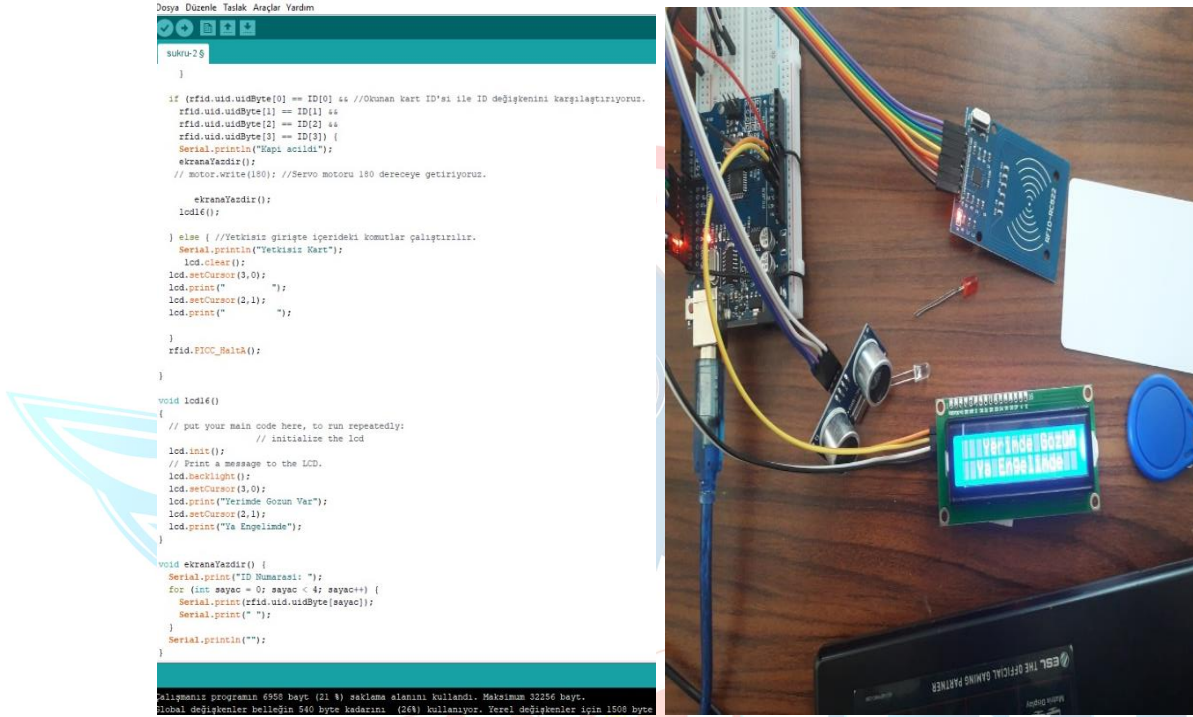 Dosya Düzenle Taslak Araçlar Yardım
sukru-2 §
}
if (rfid.uid.uidByte[0] == ID[0] && //Okunan kart ID'si ile ID değişkenini karşılaştırıyoruz.
rfid.uid.uidByte[1] == ID[1] &&
rfid.uid.uidByte[2] == ID[2] &&
rfid.uid.uidByte[3] == ID[3]) {
Serial.println("Kapi acildi");
ekranaYazdir();
// motor.write(180); //Servo motoru 180 dereceye getiriyoruz.
ekranaYazdir();
lcd16();
} else { //Yetkisiz girişte içerideki komutlar çalıştırılır.
Serial.println("Yetkisiz Kart");
lcd.clear();
lcd.setCursor(3,0);
lcd.print("         ");
lcd.setCursor(2,1);
lcd.print("          ");
}
rfid.PICC_HaltA();
}
void lcd16()
{
// put your main code here, to run repeatedly:
// initialize the lcd
lcd.init();
// Print a message to the LCD.
lcd.backlight();
lcd.setCursor(3,0);
lcd.print("Yerimde Gozun Var");
lcd.setCursor(2,1);
lcd.print("Ya Engelimde");
}
void ekranaYazdir() {
Serial.print("ID Numarasi: ");
for (int sayac = 0; sayac < 4; sayac++) {
Serial.print(rfid.uid.uidByte[sayac]);
Serial.print(" ");
}
Serial.println("");
}
Çalışmanız programın 6958 bayt (21 %) saklama alanını kullandı. Maksimum 32256 bayt.
Global değişkenler belleğin 540 byte kadarını (26%) kullanıyor. Yerel değişkenler için 1508 byte
RFID-RC522
Yerimde Gozun
Ya Engelimde
ESL THE OFFICIAL GAMING PARTNER